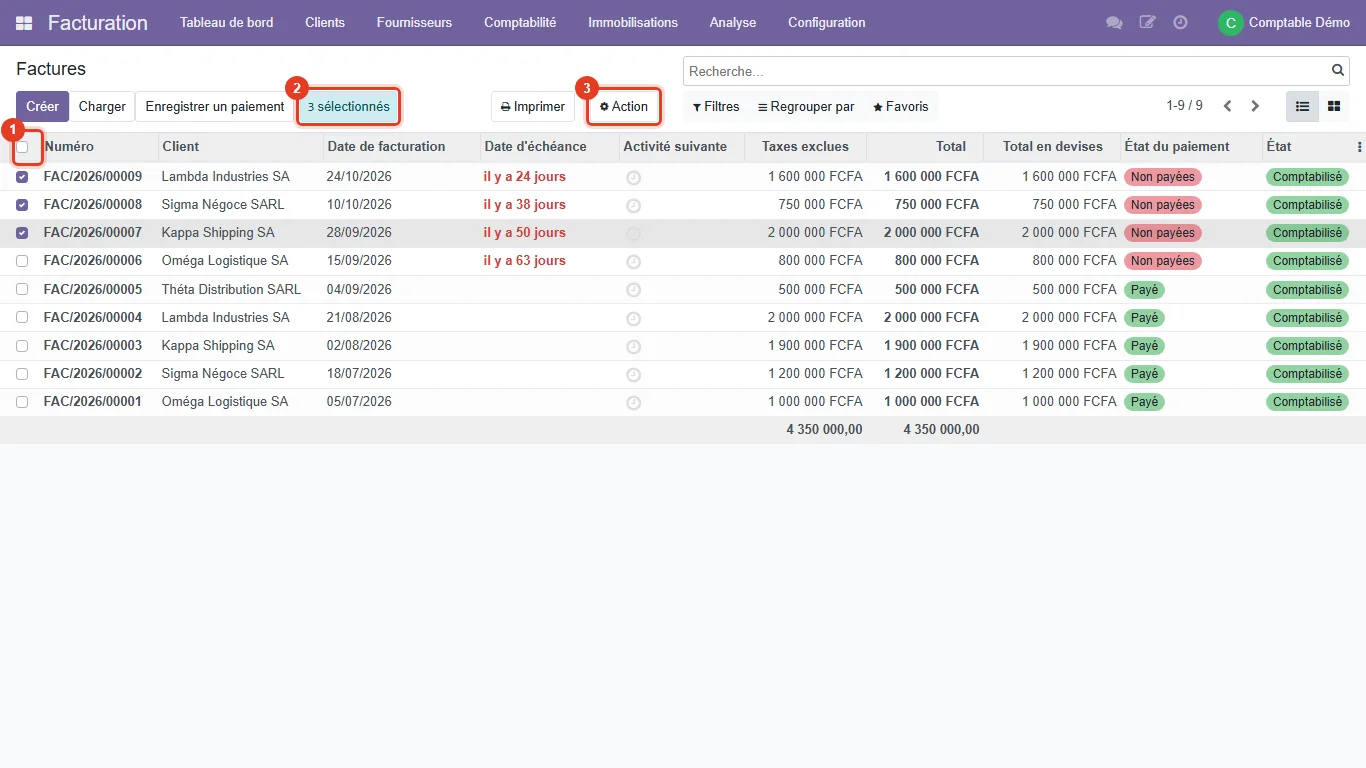 Facturation Tableau de bord Clients Fournisseurs Comptabilité Immobilisations Analyse Configuration C Comptable Démo
Factures
Recherche...
Créer Charger Enregistrer un paiement 2 3 sélectionnés Imprimer 3 Action Filtres Regrouper par Favoris 1-9 / 9
1 Numéro Client Date de facturation Date d'échéance Activité suivante Taxes exclues Total Total en devises État du paiement État
FAC/2026/00009 Lambda Industries SA 24/10/2026 il y a 24 jours 1 600 000 FCFA 1 600 000 FCFA 1 600 000 FCFA Non payées Comptabilisé
FAC/2026/00008 Sigma Négoce SARL 10/10/2026 il y a 38 jours 750 000 FCFA 750 000 FCFA 750 000 FCFA Non payées Comptabilisé
FAC/2026/00007 Kappa Shipping SA 28/09/2026 il y a 50 jours 2 000 000 FCFA 2 000 000 FCFA 2 000 000 FCFA Non payées Comptabilisé
FAC/2026/00006 Oméga Logistique SA 15/09/2026 il y a 63 jours 800 000 FCFA 800 000 FCFA 800 000 FCFA Non payées Comptabilisé
FAC/2026/00005 Théta Distribution SARL 04/09/2026 500 000 FCFA 500 000 FCFA 500 000 FCFA Payé Comptabilisé
FAC/2026/00004 Lambda Industries SA 21/08/2026 2 000 000 FCFA 2 000 000 FCFA 2 000 000 FCFA Payé Comptabilisé
FAC/2026/00003 Kappa Shipping SA 02/08/2026 1 900 000 FCFA 1 900 000 FCFA 1 900 000 FCFA Payé Comptabilisé
FAC/2026/00002 Sigma Négoce SARL 18/07/2026 1 200 000 FCFA 1 200 000 FCFA 1 200 000 FCFA Payé Comptabilisé
FAC/2026/00001 Oméga Logistique SA 05/07/2026 1 000 000 FCFA 1 000 000 FCFA 1 000 000 FCFA Payé Comptabilisé
4 350 000,00 4 350 000,00